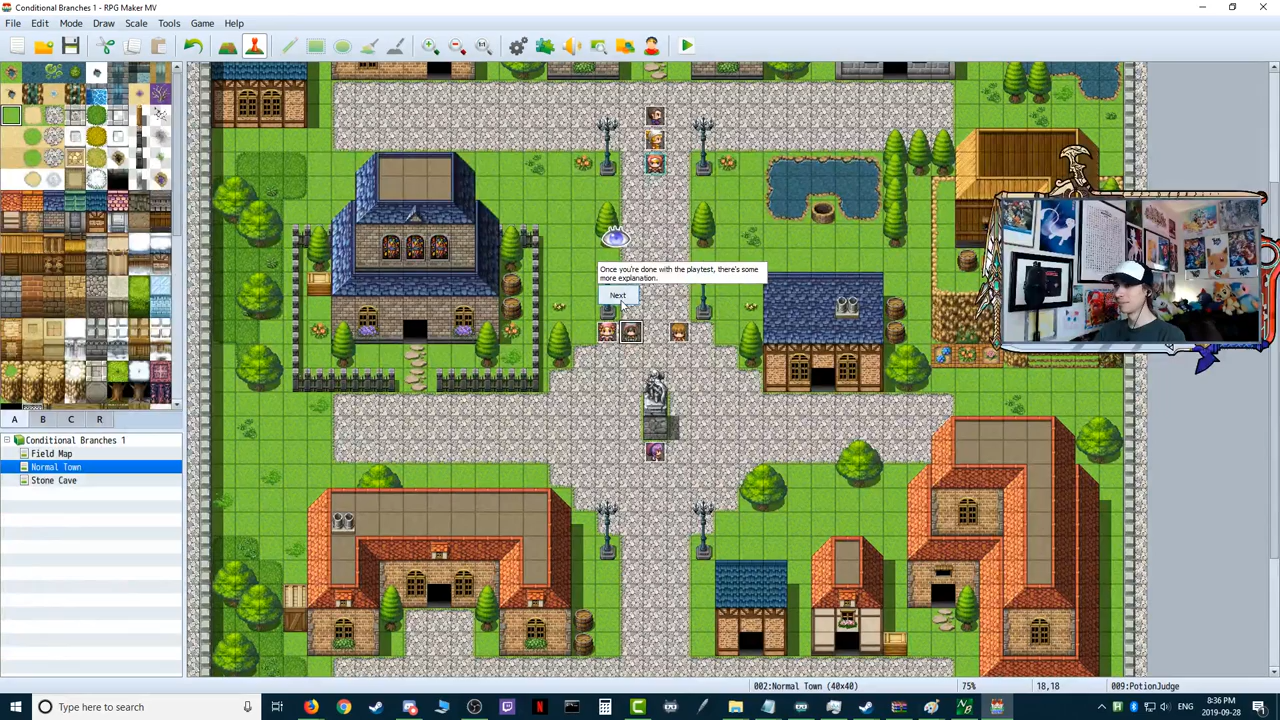 Conditional Branches 1 - RPG Maker MV
File Edit Mode Draw Scale Tools Game Help
1:1
Once you're done with the playtest, there's some
more explanation.
Next
A B C R
Conditional Branches 1
Field Map
Normal Town
Stone Cave
002:Normal Town (40x40) 75% 18,18 009:PotionJudge
Type here to search
8:36 PM
2019-09-28